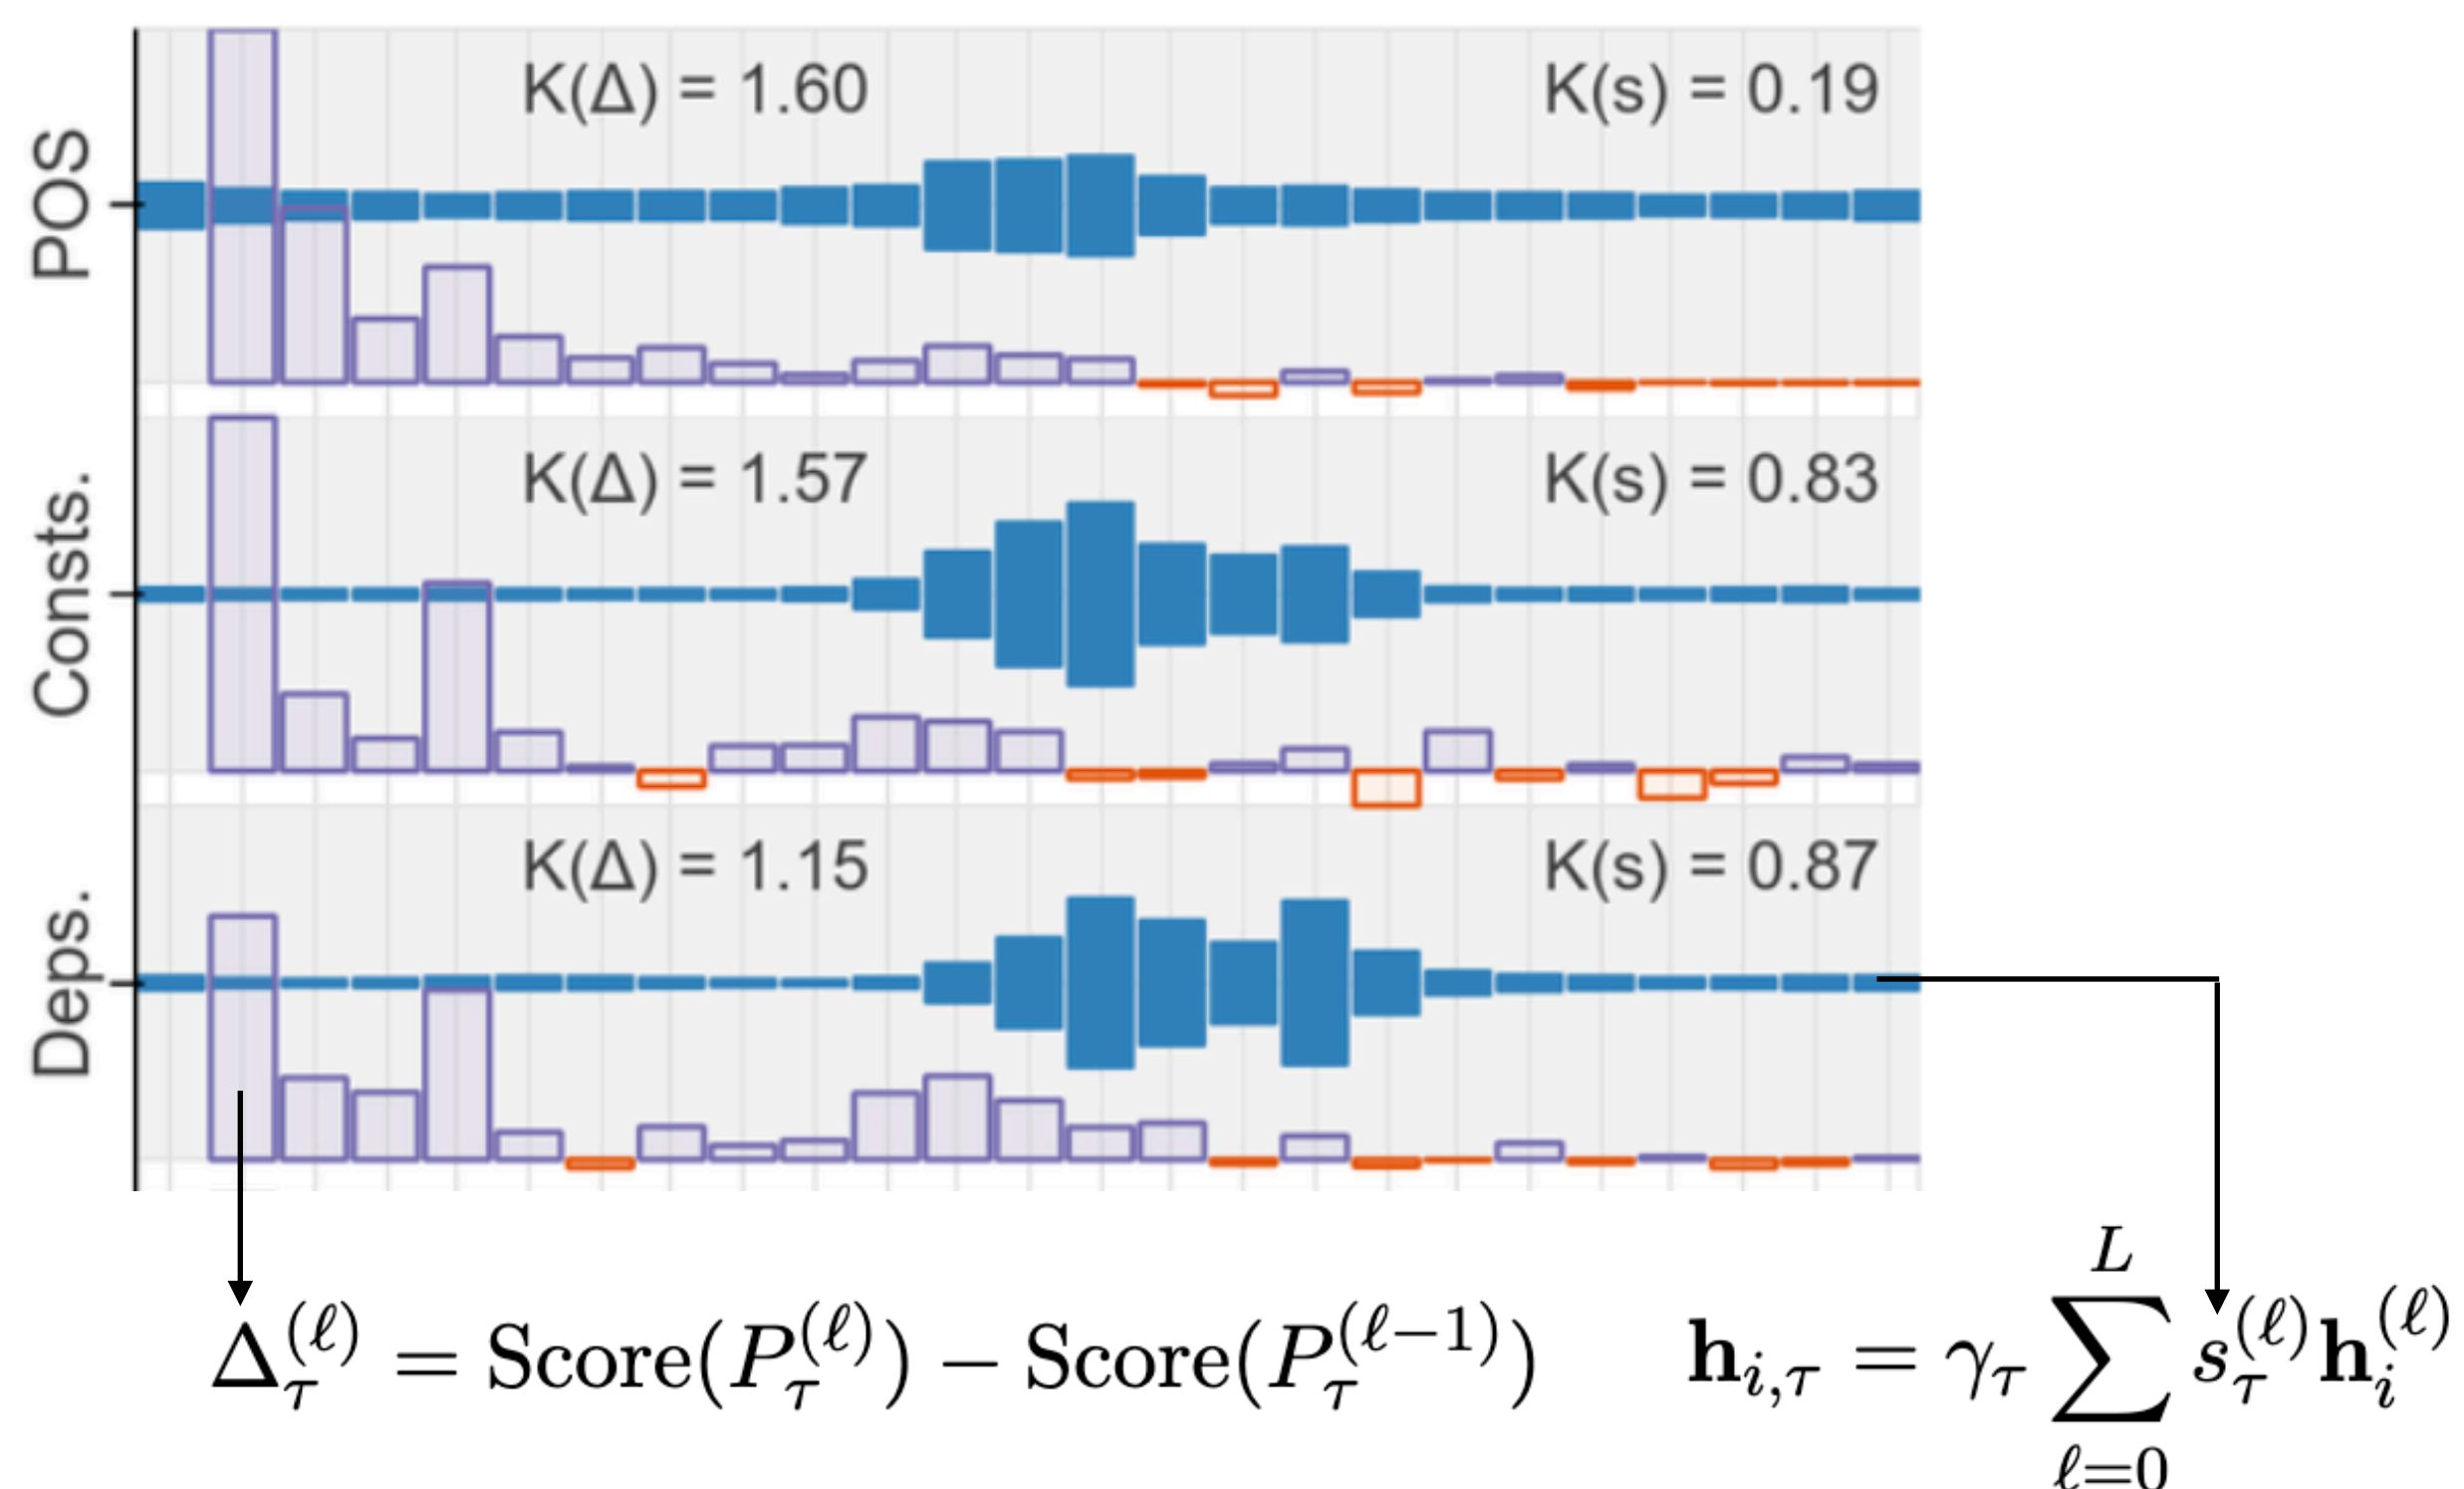 POS
K(Δ) = 1.60
K(s) = 0.19
Consts.
K(Δ) = 1.57
K(s) = 0.83
Deps.
K(Δ) = 1.15
K(s) = 0.87
Δ_τ^(ℓ) = Score(P_τ^(ℓ)) − Score(P_τ^(ℓ−1))
h_{i,τ} = γ_τ ∑_{ℓ=0}^{L} s_τ^(ℓ) h_i^(ℓ)